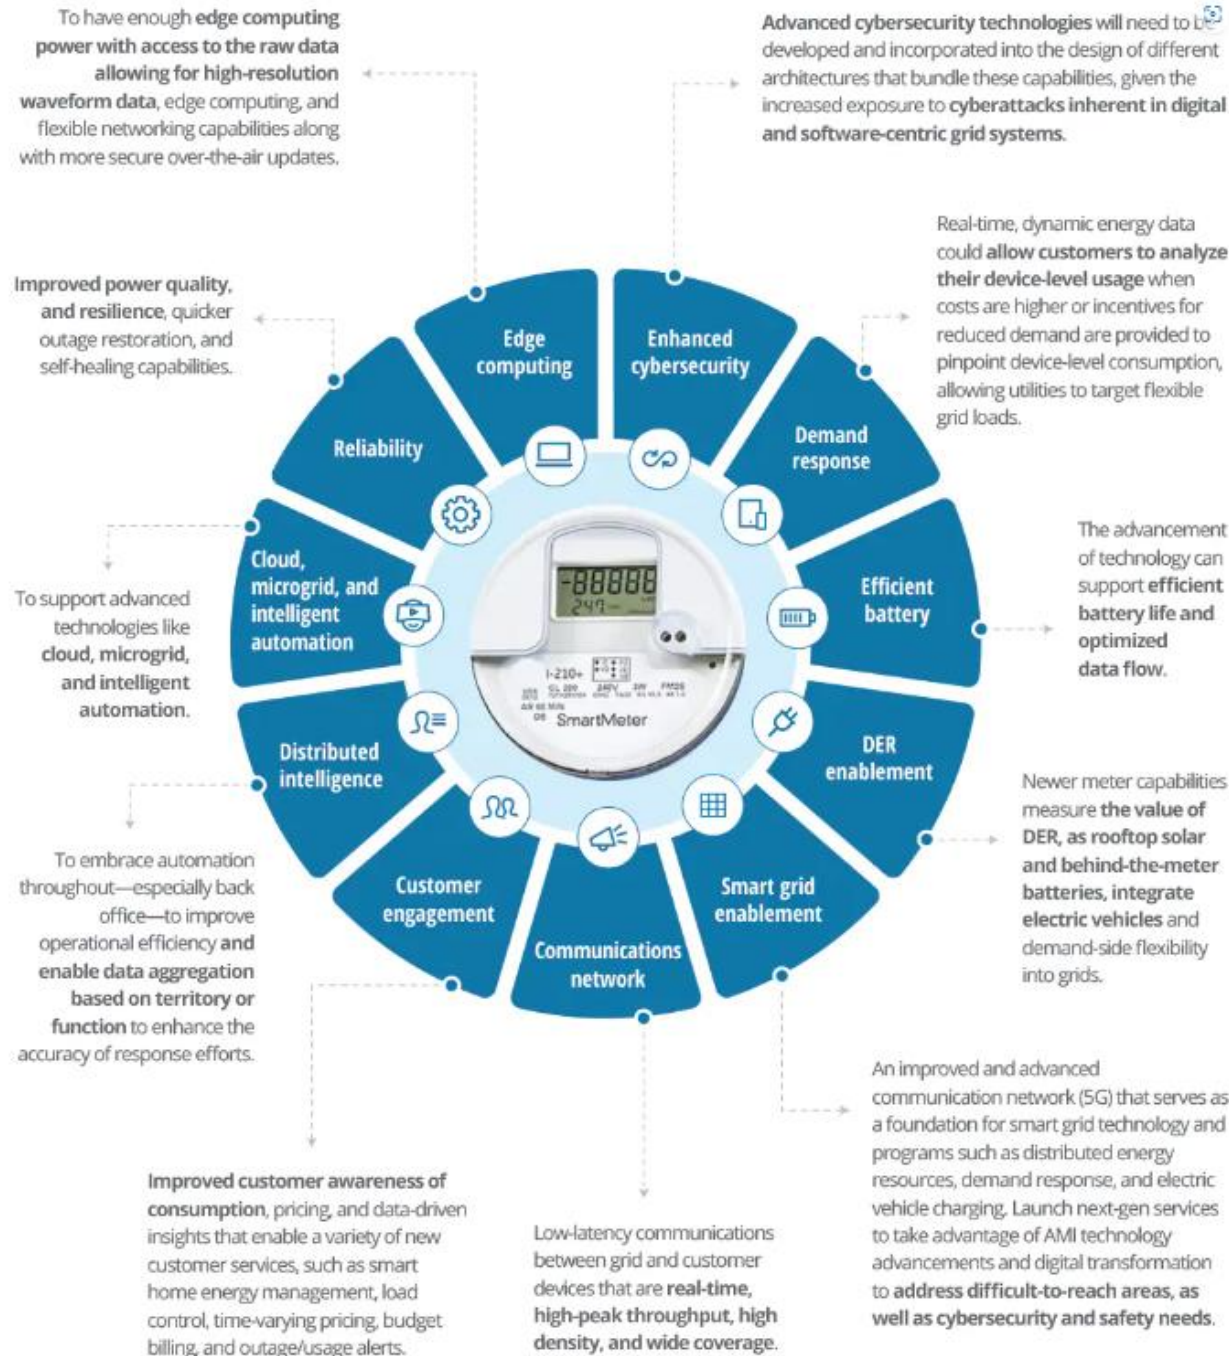 To have enough edge computing
power with access to the raw data
allowing for high-resolution
waveform data, edge computing, and
flexible networking capabilities along
with more secure over-the-air updates.
Advanced cybersecurity technologies will need to be
developed and incorporated into the design of different
architectures that bundle these capabilities, given the
increased exposure to cyberattacks inherent in digital
and software-centric grid systems.
Real-time, dynamic energy data
could allow customers to analyze
their device-level usage when
costs are higher or incentives for
reduced demand are provided to
pinpoint device-level consumption,
allowing utilities to target flexible
grid loads.
Improved power quality,
and resilience, quicker
outage restoration, and
self-healing capabilities.
Edge
computing
Enhanced
cybersecurity
Reliability
Demand
response
Cloud,
microgrid, and
intelligent
automation
Efficient
battery
The advancement
of technology can
support efficient
battery life and
optimized
data flow.
To support advanced
technologies like
cloud, microgrid,
and intelligent
automation.
-88888
247
I-210+
CL 200 240V 3W FM2S
SmartMeter
Distributed
intelligence
DER
enablement
Newer meter capabilities
measure the value of
DER, as rooftop solar
and behind-the-meter
batteries, integrate
electric vehicles and
demand-side flexibility
into grids.
To embrace automation
throughout—especially back
office—to improve
operational efficiency and
enable data aggregation
based on territory or
function to enhance the
accuracy of response efforts.
Customer
engagement
Smart grid
enablement
Communications
network
An improved and advanced
communication network (5G) that serves as
a foundation for smart grid technology and
programs such as distributed energy
resources, demand response, and electric
vehicle charging. Launch next-gen services
to take advantage of AMI technology
advancements and digital transformation
to address difficult-to-reach areas, as
well as cybersecurity and safety needs.
Improved customer awareness of
consumption, pricing, and data-driven
insights that enable a variety of new
customer services, such as smart
home energy management, load
control, time-varying pricing, budget
billing, and outage/usage alerts.
Low-latency communications
between grid and customer
devices that are real-time,
high-peak throughput, high
density, and wide coverage.